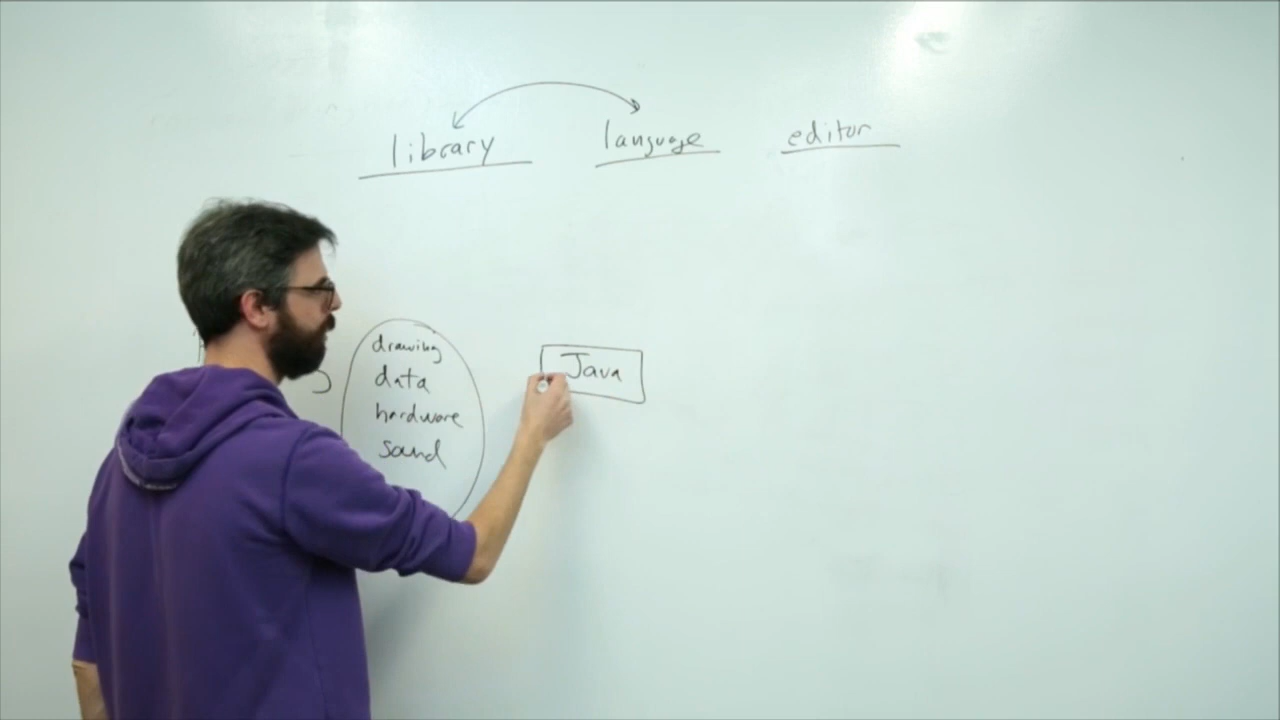 library language editor
drawing
data
hardware
sound
Java